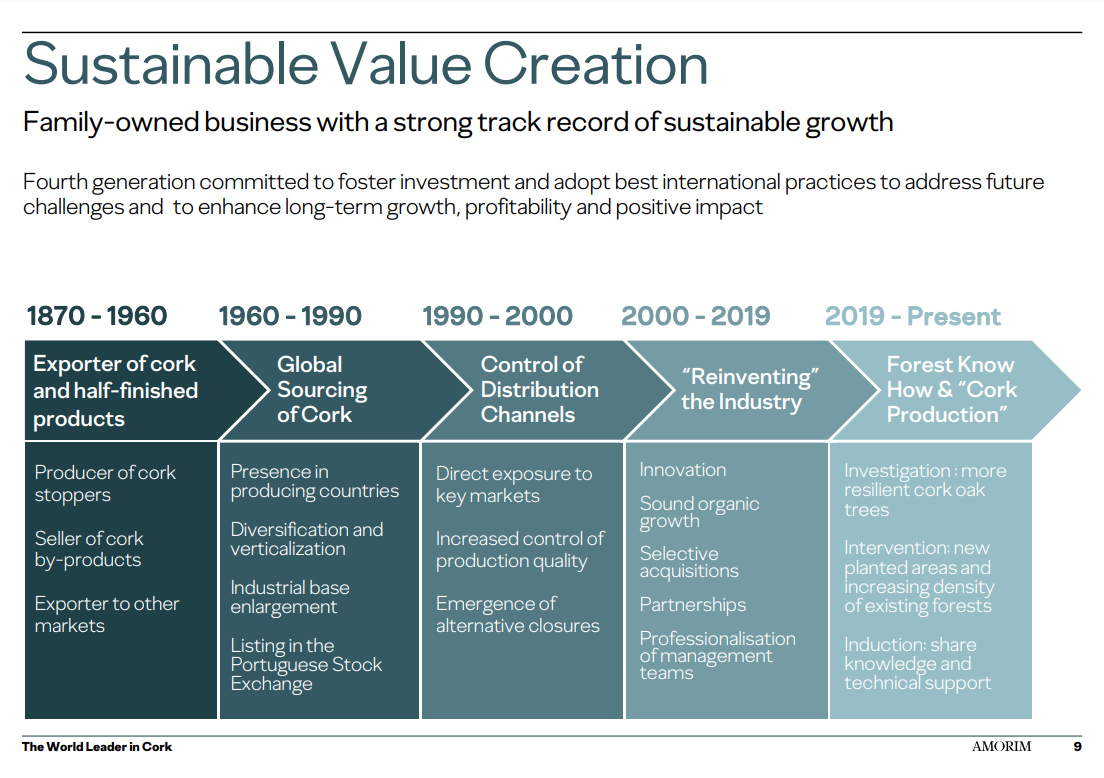 Sustainable Value Creation
Family-owned business with a strong track record of sustainable growth
Fourth generation committed to foster investment and adopt best international practices to address future
challenges and  to enhance long-term growth, profitability and positive impact
1870 - 1960
Exporter of cork
and half-finished
products
Producer of cork
stoppers
Seller of cork
by-products
Exporter to other
markets
1960 - 1990
Global
Sourcing
of Cork
Presence in
producing countries
Diversification and
verticalization
Industrial base
enlargement
Listing in the
Portuguese Stock
Exchange
1990 - 2000
Control of
Distribution
Channels
Direct exposure to
key markets
Increased control of
production quality
Emergence of
alternative closures
2000 - 2019
“Reinventing”
the Industry
Innovation
Sound organic
growth
Selective
acquisitions
Partnerships
Professionalisation
of management
teams
2019 - Present
Forest Know
How & “Cork
Production”
Investigation : more
resilient cork oak
trees
Intervention: new
planted areas and
increasing density
of existing forests
Induction: share
knowledge and
technical support
The World Leader in Cork
AMORIM
9